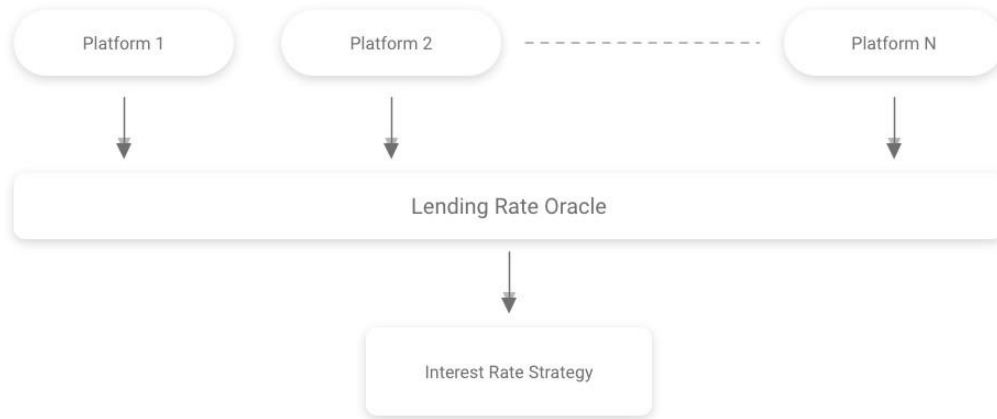 Platform 1
Platform 2
Platform N
Lending Rate Oracle
Interest Rate Strategy